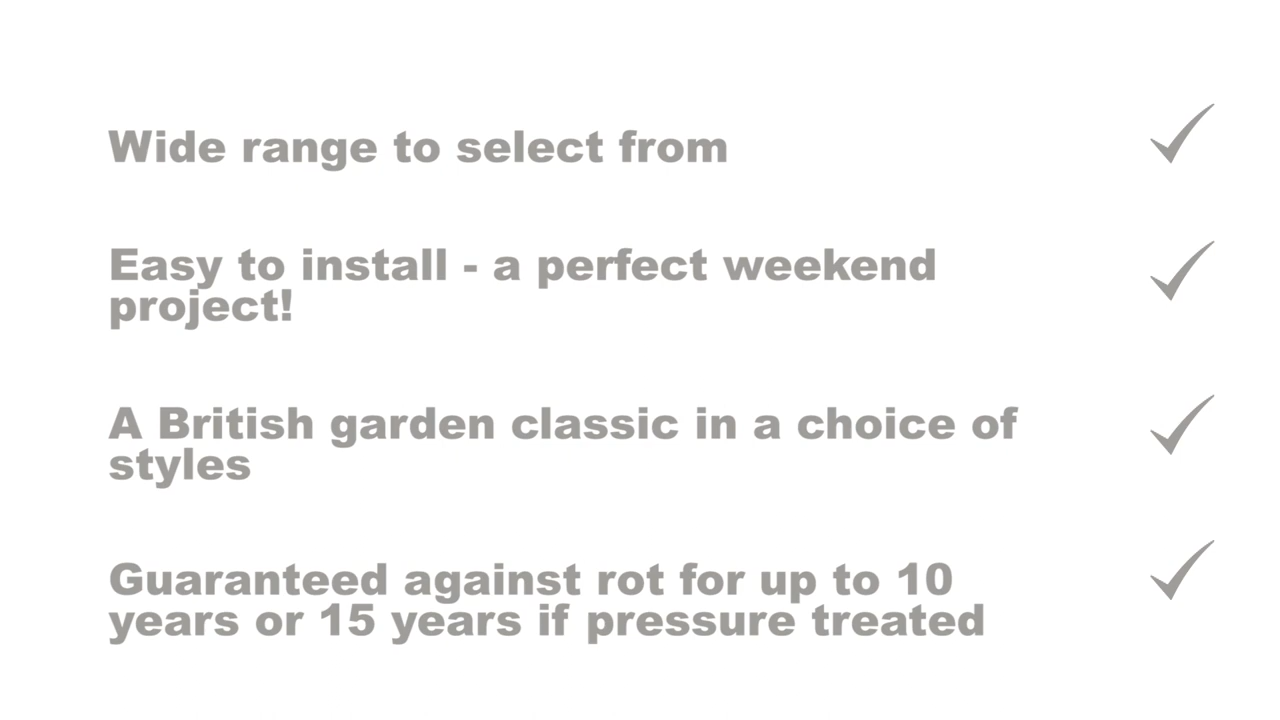 Wide range to select from
Easy to install - a perfect weekend
project!
A British garden classic in a choice of
styles
Guaranteed against rot for up to 10
years or 15 years if pressure treated